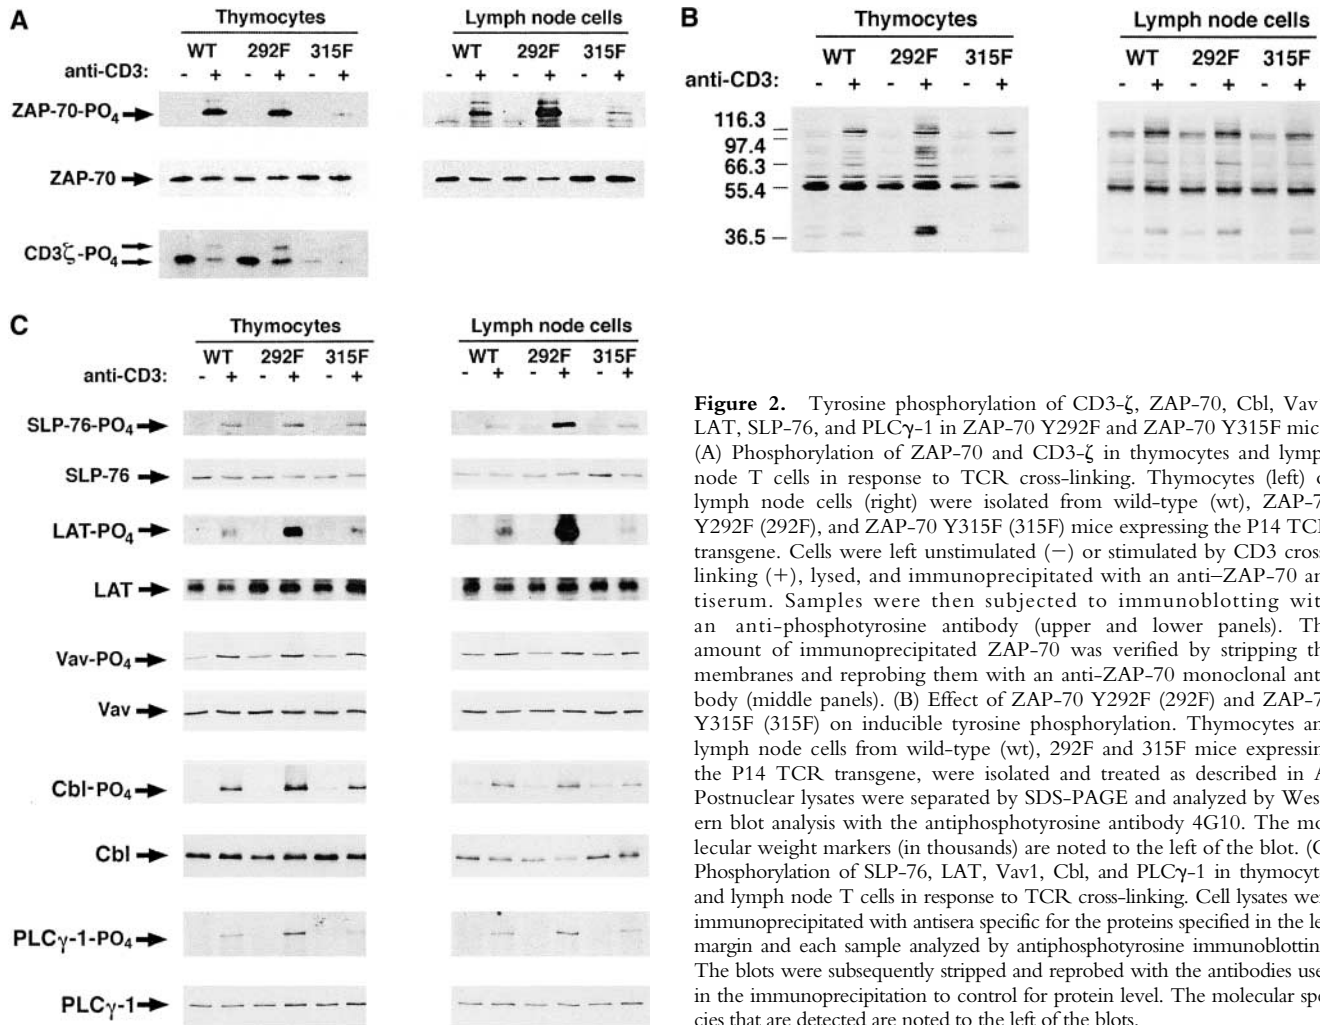 A
Thymocytes
Lymph node cells
WT 292F 315F
WT 292F 315F
anti-CD3: - + - + - +
- + - + - +
ZAP-70-PO4
ZAP-70
CD3ζ-PO4
B
Thymocytes
Lymph node cells
WT 292F 315F
WT 292F 315F
anti-CD3: - + - + - +
- + - + - +
116.3
97.4
66.3
55.4
36.5
C
Thymocytes
Lymph node cells
WT 292F 315F
WT 292F 315F
anti-CD3: - + - + - +
- + - + - +
SLP-76-PO4
SLP-76
LAT-PO4
LAT
Vav-PO4
Vav
Cbl-PO4
Cbl
PLCγ-1-PO4
PLCγ-1
Figure 2. Tyrosine phosphorylation of CD3-ζ, ZAP-70, Cbl, Vav
LAT, SLP-76, and PLCγ-1 in ZAP-70 Y292F and ZAP-70 Y315F mic
(A) Phosphorylation of ZAP-70 and CD3-ζ in thymocytes and lymp
node T cells in response to TCR cross-linking. Thymocytes (left) o
lymph node cells (right) were isolated from wild-type (wt), ZAP-7
Y292F (292F), and ZAP-70 Y315F (315F) mice expressing the P14 TCR
transgene. Cells were left unstimulated (−) or stimulated by CD3 cross
linking (+), lysed, and immunoprecipitated with an anti–ZAP-70 an
tiserum. Samples were then subjected to immunoblotting wit
an anti-phosphotyrosine antibody (upper and lower panels). Th
amount of immunoprecipitated ZAP-70 was verified by stripping th
membranes and reprobing them with an anti-ZAP-70 monoclonal ant
body (middle panels). (B) Effect of ZAP-70 Y292F (292F) and ZAP-7
Y315F (315F) on inducible tyrosine phosphorylation. Thymocytes an
lymph node cells from wild-type (wt), 292F and 315F mice expressin
the P14 TCR transgene, were isolated and treated as described in A
Postnuclear lysates were separated by SDS-PAGE and analyzed by Wes
ern blot analysis with the antiphosphotyrosine antibody 4G10. The mo
lecular weight markers (in thousands) are noted to the left of the blot. (C
Phosphorylation of SLP-76, LAT, Vav1, Cbl, and PLCγ-1 in thymocyt
and lymph node T cells in response to TCR cross-linking. Cell lysates wer
immunoprecipitated with antisera specific for the proteins specified in the le
margin and each sample analyzed by antiphosphotyrosine immunoblottin
The blots were subsequently stripped and reprobed with the antibodies use
in the immunoprecipitation to control for protein level. The molecular spe
cies that are detected are noted to the left of the blots.